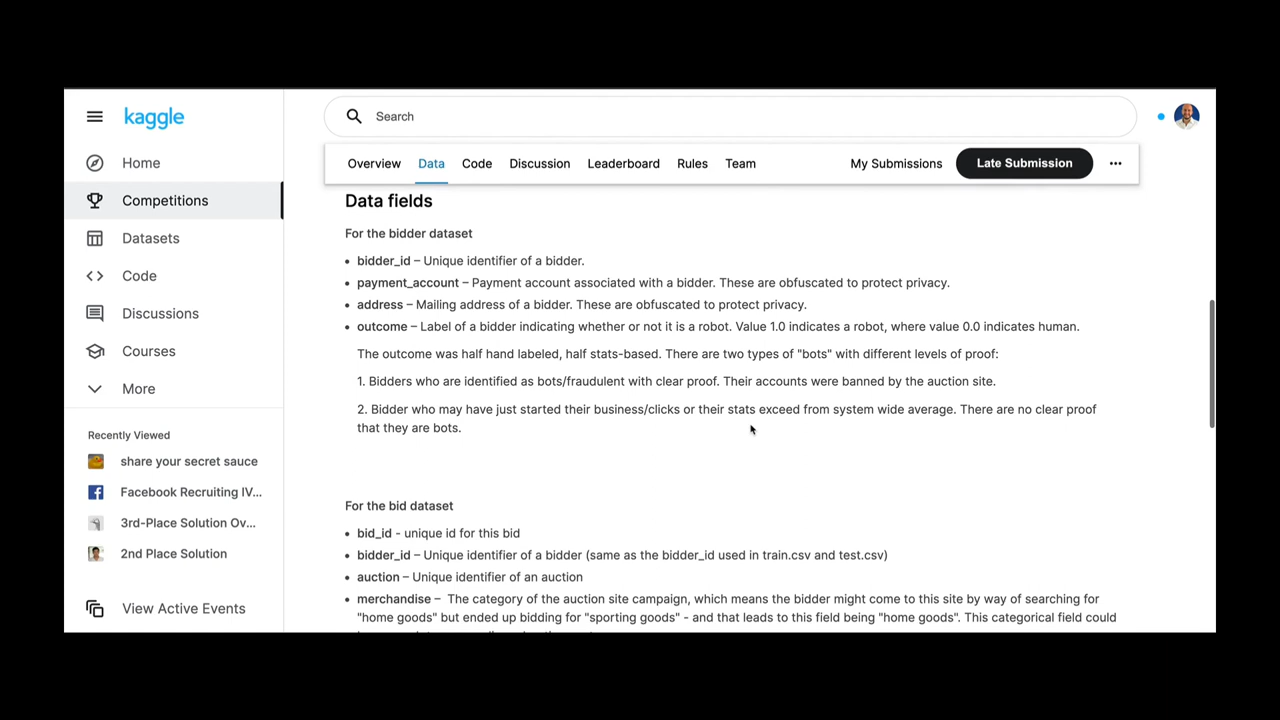 kaggle
Search
Home
Competitions
Datasets
Code
Discussions
Courses
More
Recently Viewed
share your secret sauce
Facebook Recruiting IV...
3rd-Place Solution Ov...
2nd Place Solution
View Active Events
Overview Data Code Discussion Leaderboard Rules Team My Submissions Late Submission
Data fields
For the bidder dataset
• bidder_id – Unique identifier of a bidder.
• payment_account – Payment account associated with a bidder. These are obfuscated to protect privacy.
• address – Mailing address of a bidder. These are obfuscated to protect privacy.
• outcome – Label of a bidder indicating whether or not it is a robot. Value 1.0 indicates a robot, where value 0.0 indicates human.
The outcome was half hand labeled, half stats-based. There are two types of "bots" with different levels of proof:
1. Bidders who are identified as bots/fraudulent with clear proof. Their accounts were banned by the auction site.
2. Bidder who may have just started their business/clicks or their stats exceed from system wide average. There are no clear proof
that they are bots.
For the bid dataset
• bid_id - unique id for this bid
• bidder_id – Unique identifier of a bidder (same as the bidder_id used in train.csv and test.csv)
• auction – Unique identifier of an auction
• merchandise – The category of the auction site campaign, which means the bidder might come to this site by way of searching for
"home goods" but ended up bidding for "sporting goods" - and that leads to this field being "home goods". This categorical field could